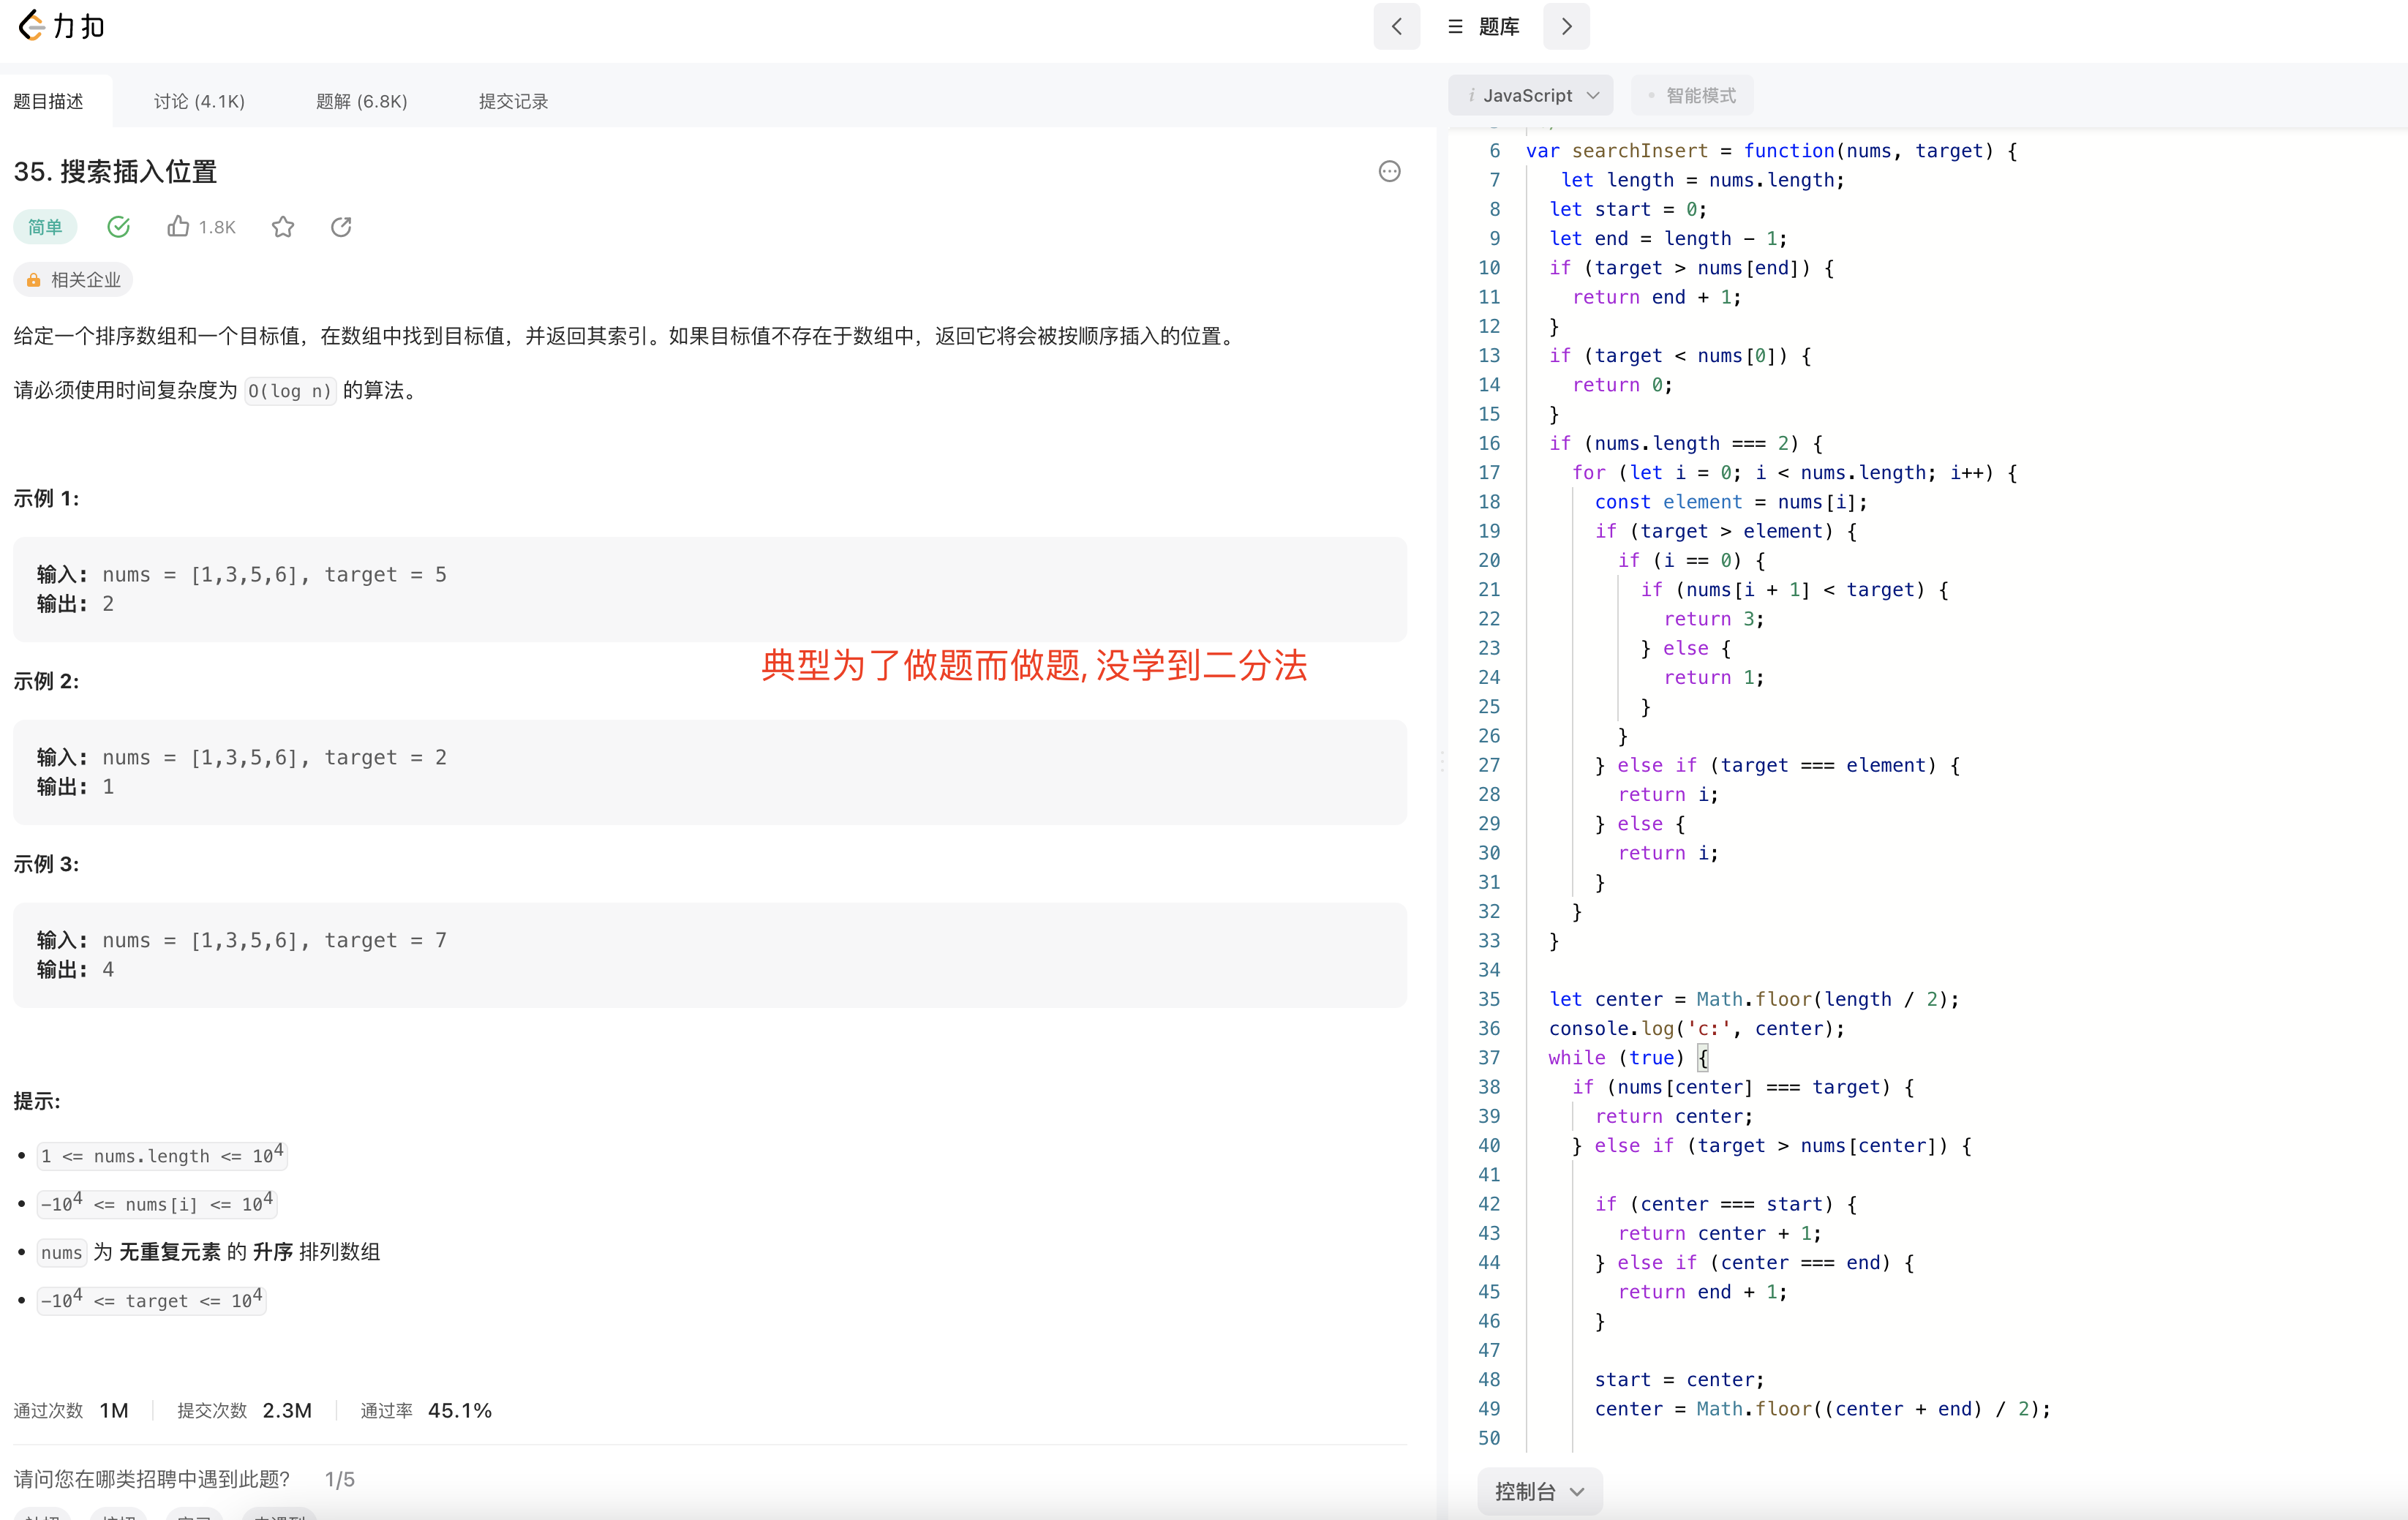 力扣
题库
题目描述
讨论 (4.1K)
题解 (6.8K)
提交记录
i JavaScript
智能模式
35. 搜索插入位置
简单
1.8K
相关企业
给定一个排序数组和一个目标值，在数组中找到目标值，并返回其索引。如果目标值不存在于数组中，返回它将会被按顺序插入的位置。
请必须使用时间复杂度为 O(log n) 的算法。
示例 1:
输入: nums = [1,3,5,6], target = 5
输出: 2
典型为了做题而做题, 没学到二分法
示例 2:
输入: nums = [1,3,5,6], target = 2
输出: 1
示例 3:
输入: nums = [1,3,5,6], target = 7
输出: 4
提示:
1 <= nums.length <= 10^4
-10^4 <= nums[i] <= 10^4
nums 为 无重复元素 的 升序 排列数组
-10^4 <= target <= 10^4
通过次数 1M
提交次数 2.3M
通过率 45.1%
请问您在哪类招聘中遇到此题? 1/5
6 var searchInsert = function(nums, target) {
7 let length = nums.length;
8 let start = 0;
9 let end = length - 1;
10 if (target > nums[end]) {
11 return end + 1;
12 }
13 if (target < nums[0]) {
14 return 0;
15 }
16 if (nums.length === 2) {
17 for (let i = 0; i < nums.length; i++) {
18 const element = nums[i];
19 if (target > element) {
20 if (i == 0) {
21 if (nums[i + 1] < target) {
22 return 3;
23 } else {
24 return 1;
25 }
26 }
27 } else if (target === element) {
28 return i;
29 } else {
30 return i;
31 }
32 }
33 }
34
35 let center = Math.floor(length / 2);
36 console.log('c:', center);
37 while (true) {
38 if (nums[center] === target) {
39 return center;
40 } else if (target > nums[center]) {
41
42 if (center === start) {
43 return center + 1;
44 } else if (center === end) {
45 return end + 1;
46 }
47
48 start = center;
49 center = Math.floor((center + end) / 2);
50
控制台